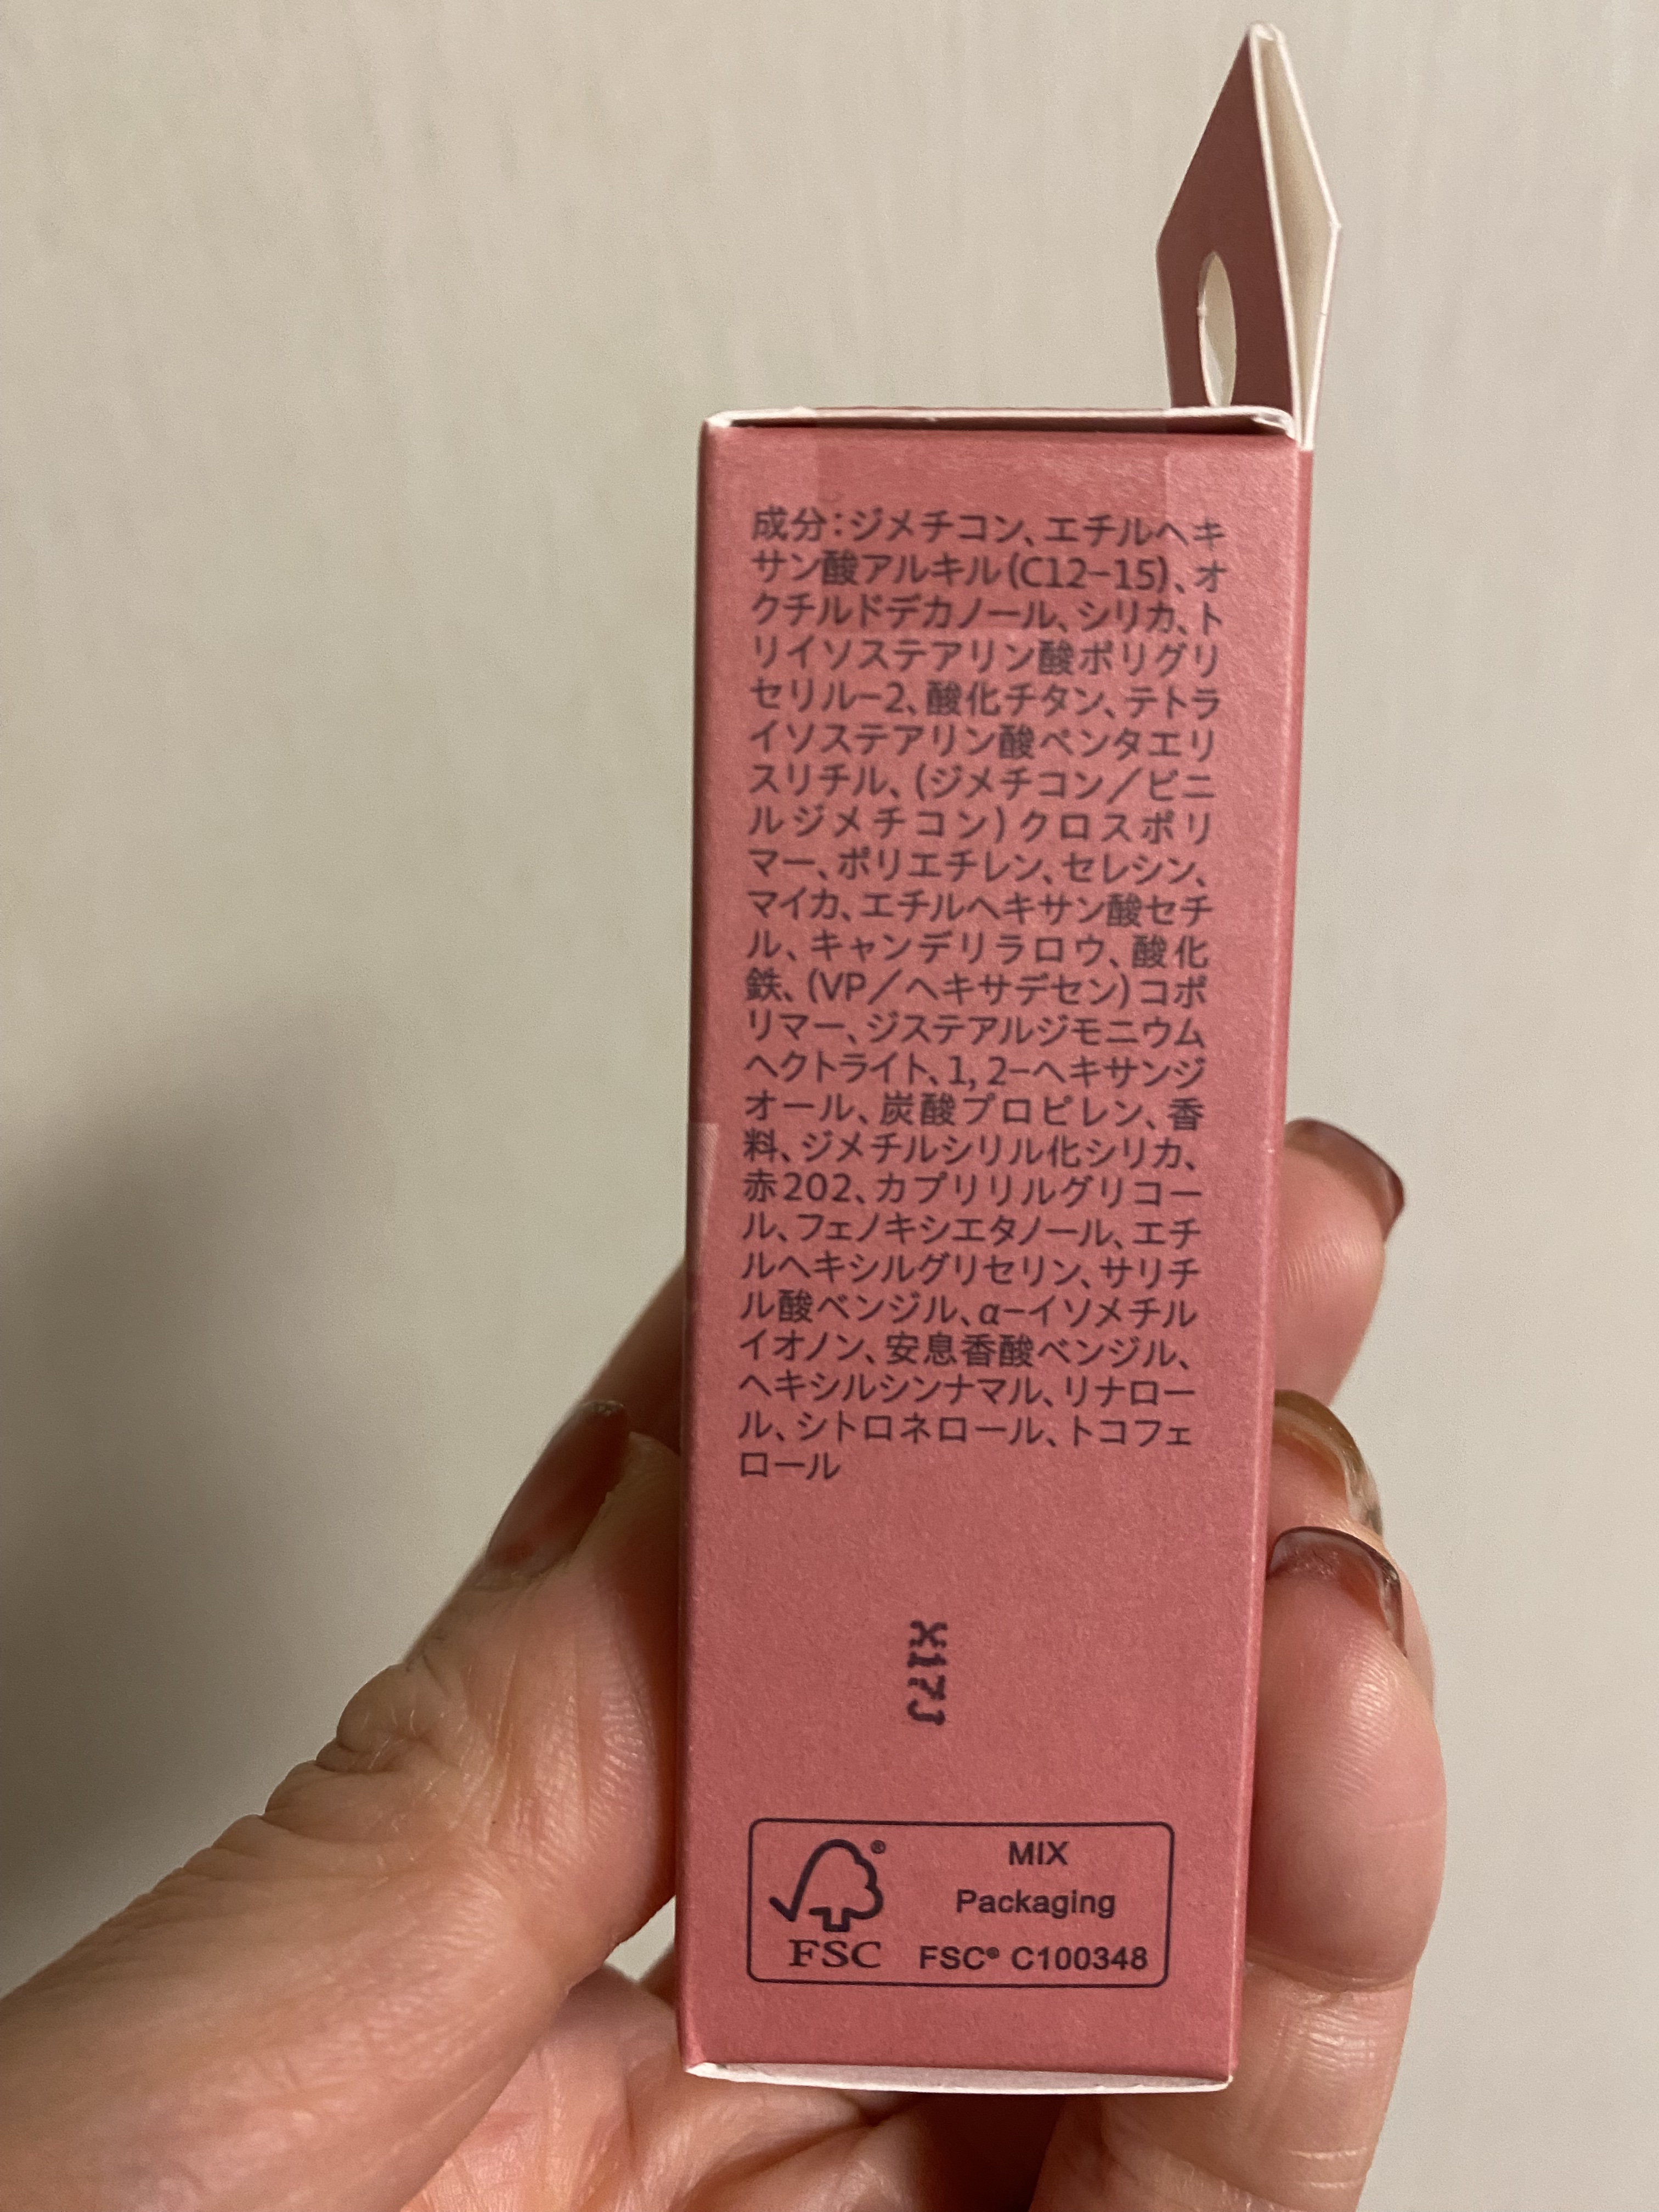 成分：ジメチコン、エチルヘキ
サン酸アルキル(C12−15)、オ
クチルドデカノール、シリカ、ト
リイソステアリン酸ポリグリ
セリル−2、酸化チタン、テトラ
イソステアリン酸ペンタエリ
スリチル、(ジメチコン／ビニ
ルジメチコン)クロスポリ
マー、ポリエチレン、セレシン、
マイカ、エチルヘキサン酸セチ
ル、キャンデリラロウ、酸化
鉄、(VP／ヘキサデセン)コポ
リマー、ジステアルジモニウム
ヘクトライト、1, 2−ヘキサンジ
オール、炭酸プロピレン、香
料、ジメチルシリル化シリカ、
赤202、カプリリルグリコー
ル、フェノキシエタノール、エチ
ルヘキシルグリセリン、サリチ
ル酸ベンジル、α−イソメチル
イオノン、安息香酸ベンジル、
ヘキシルシンナマル、リナロー
ル、シトロネロール、トコフェ
ロール
X17J
MIX
Packaging
FSC
FSC® C100348